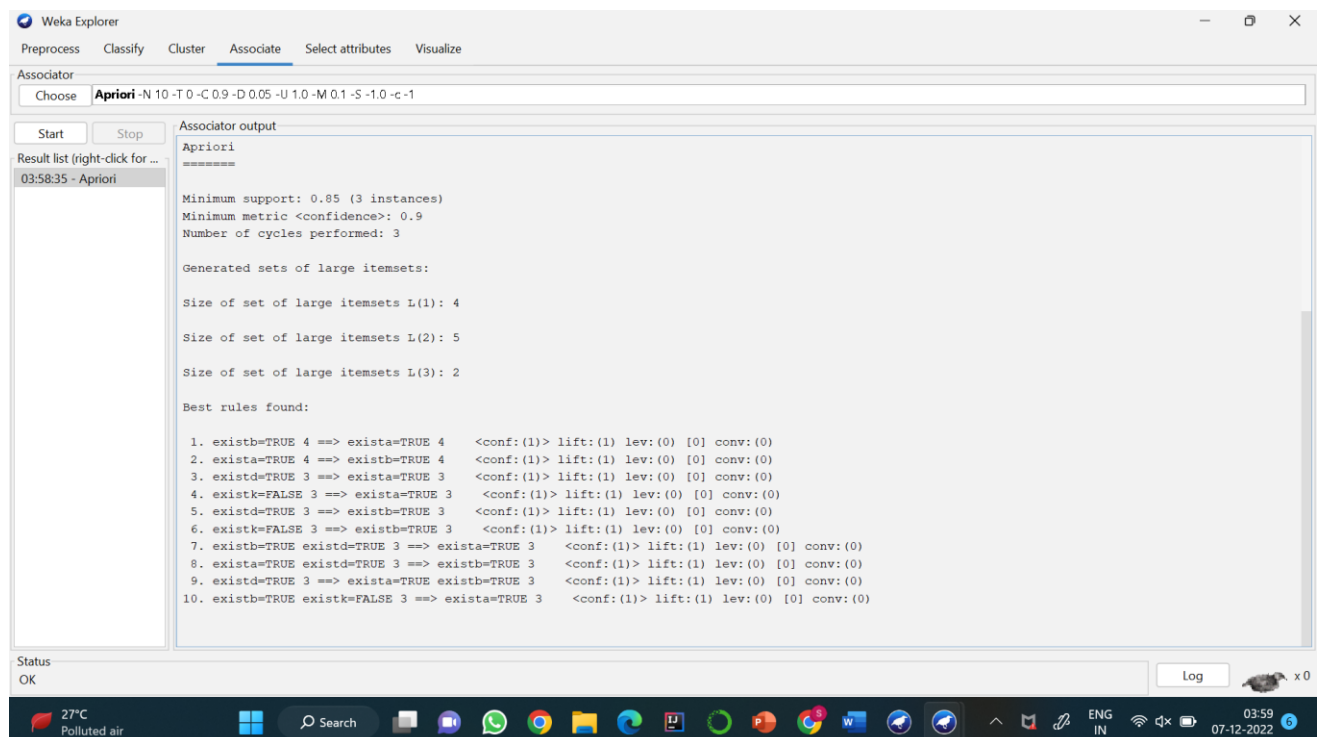 Weka Explorer
Preprocess Classify Cluster Associate Select attributes Visualize
Associator
Choose Apriori -N 10 -T 0 -C 0.9 -D 0.05 -U 1.0 -M 0.1 -S -1.0 -c -1
Start Stop
Associator output
Result list (right-click for ...
03:58:35 - Apriori
Apriori
=======
Minimum support: 0.85 (3 instances)
Minimum metric <confidence>: 0.9
Number of cycles performed: 3
Generated sets of large itemsets:
Size of set of large itemsets L(1): 4
Size of set of large itemsets L(2): 5
Size of set of large itemsets L(3): 2
Best rules found:
1. existb=TRUE 4 ==> exista=TRUE 4 <conf:(1)> lift:(1) lev:(0) [0] conv:(0)
2. exista=TRUE 4 ==> existb=TRUE 4 <conf:(1)> lift:(1) lev:(0) [0] conv:(0)
3. existd=TRUE 3 ==> exista=TRUE 3 <conf:(1)> lift:(1) lev:(0) [0] conv:(0)
4. existk=FALSE 3 ==> exista=TRUE 3 <conf:(1)> lift:(1) lev:(0) [0] conv:(0)
5. existd=TRUE 3 ==> existb=TRUE 3 <conf:(1)> lift:(1) lev:(0) [0] conv:(0)
6. existk=FALSE 3 ==> existb=TRUE 3 <conf:(1)> lift:(1) lev:(0) [0] conv:(0)
7. existb=TRUE existd=TRUE 3 ==> exista=TRUE 3 <conf:(1)> lift:(1) lev:(0) [0] conv:(0)
8. exista=TRUE existd=TRUE 3 ==> existb=TRUE 3 <conf:(1)> lift:(1) lev:(0) [0] conv:(0)
9. existd=TRUE 3 ==> exista=TRUE existb=TRUE 3 <conf:(1)> lift:(1) lev:(0) [0] conv:(0)
10. existb=TRUE existk=FALSE 3 ==> exista=TRUE 3 <conf:(1)> lift:(1) lev:(0) [0] conv:(0)
Status
OK
Log x 0
27°C
Polluted air
Search
ENG
IN
03:59
07-12-2022
6